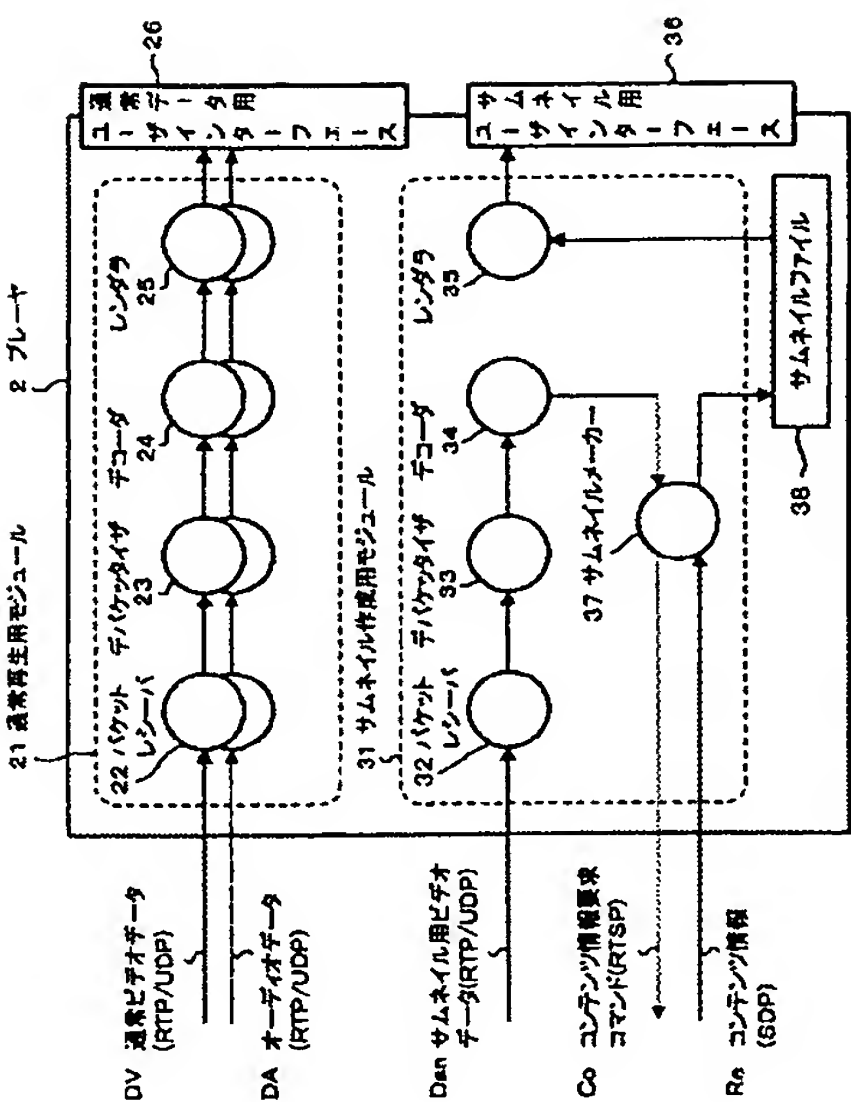 2 プレーヤ
21 通常再生用モジュール
22 パケット
レシーバ
デパケッタイザ
23
デコーダ
24
レンダラ
25
通常データ用
ユーザインターフェース
26
31 サムネイル作成用モジュール
32 パケット
レシーバ
デパケッタイザ
33
デコーダ
34
レンダラ
35
サムネイル用
ユーザインターフェース
36
37 サムネイルメーカー
サムネイルファイル
38
DV 通常ビデオデータ
(RTP/UDP)
DA オーディオデータ
(RTP/UDP)
Dsn サムネイル用ビデオ
データ(RTP/UDP)
Co コンテンツ情報要求
コマンド(RTSP)
Rs コンテンツ情報
(SDP)